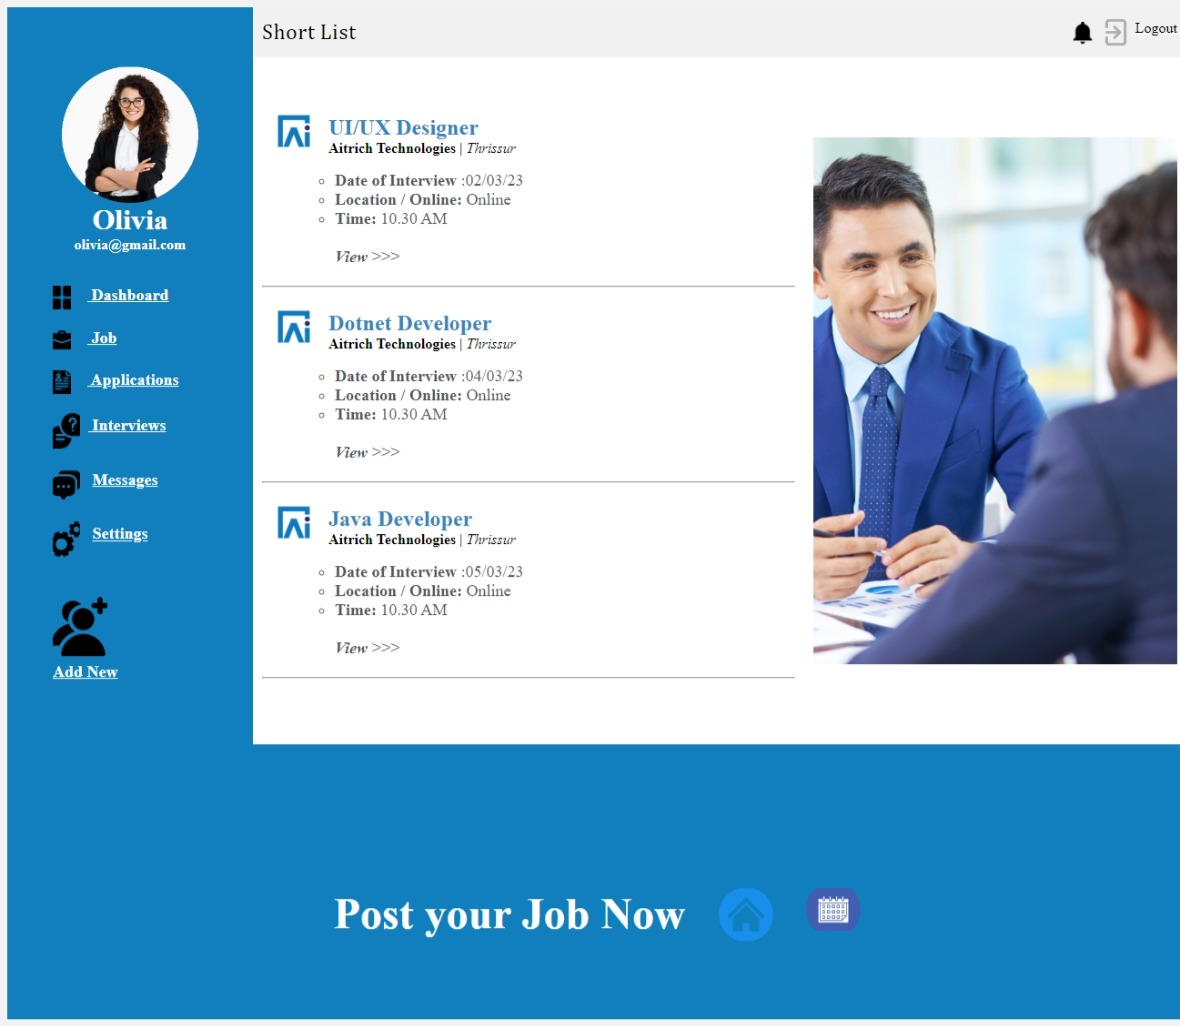 Short List
Logout
Olivia
olivia@gmail.com
Dashboard
Job
Applications
Interviews
Messages
Settings
Add New
UI/UX Designer
Aitrich Technologies | Thrissur
Date of Interview :02/03/23
Location / Online: Online
Time: 10.30 AM
View >>>
Dotnet Developer
Aitrich Technologies | Thrissur
Date of Interview :04/03/23
Location / Online: Online
Time: 10.30 AM
View >>>
Java Developer
Aitrich Technologies | Thrissur
Date of Interview :05/03/23
Location / Online: Online
Time: 10.30 AM
View >>>
Post your Job Now